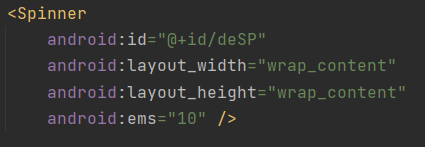 <Spinner
android:id="@+id/deSP"
android:layout_width="wrap_content"
android:layout_height="wrap_content"
android:ems="10" />